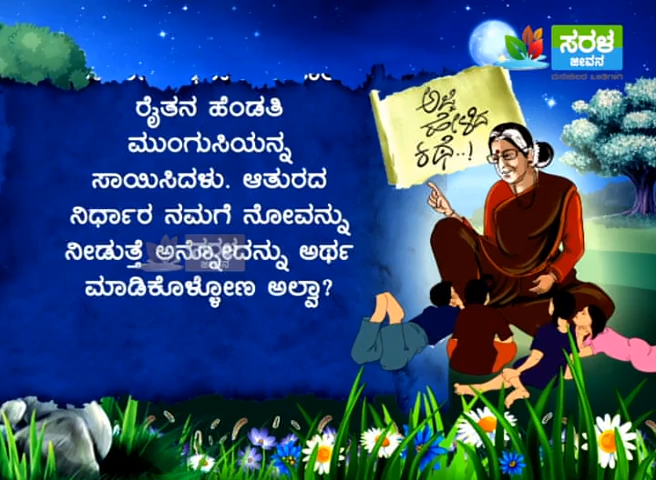 ಸರಳ
ಜೀವನ
ಅಜ್ಜಿ
ಹೇಳಿದ
ಕಥೆ..!
ರೈತನ ಹೆಂಡತಿ
ಮುಂಗುಸಿಯನ್ನ
ಸಾಯಿಸಿದಳು. ಆತುರದ
ನಿರ್ಧಾರ ನಮಗೆ ನೋವನ್ನು
ನೀಡುತ್ತೆ ಅನ್ನೋದನ್ನು ಅರ್ಥ
ಮಾಡಿಕೊಳ್ಳೋಣ ಅಲ್ವಾ?